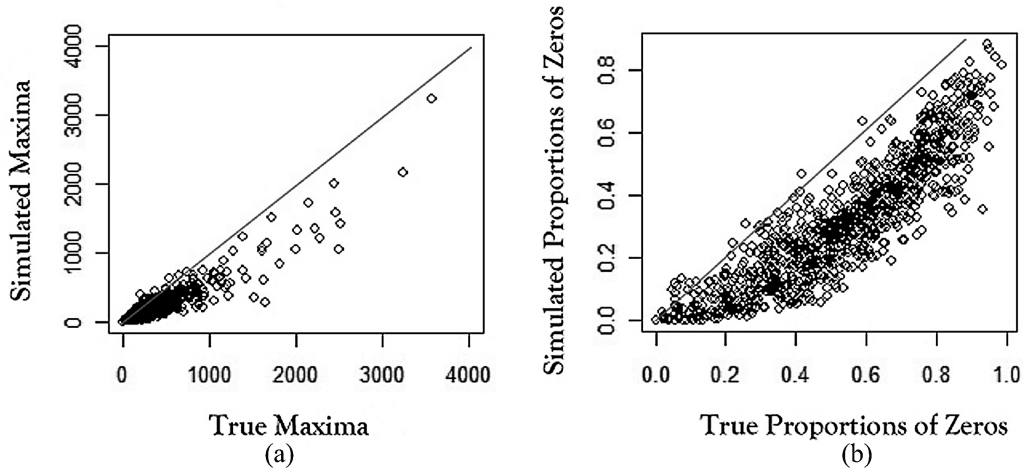 Simulated Maxima
4000
3000
2000
1000
0
0 1000 2000 3000 4000
True Maxima
(a)
Simulated Proportions of Zeros
0.8
0.6
0.4
0.2
0.0
0.0 0.2 0.4 0.6 0.8 1.0
True Proportions of Zeros
(b)